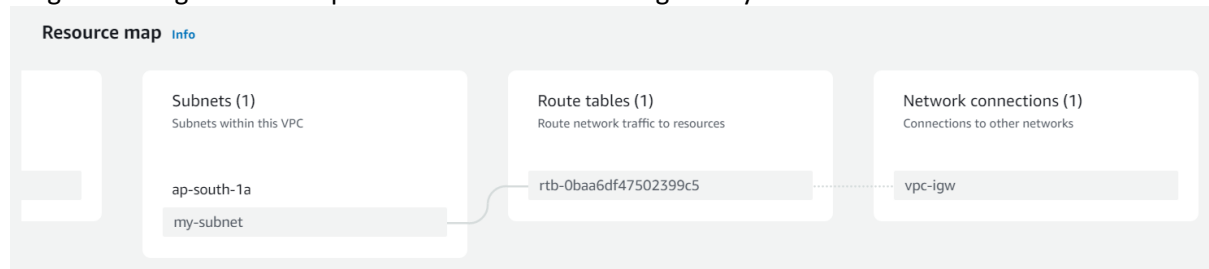 Resource map Info
Subnets (1)
Subnets within this VPC
ap-south-1a
my-subnet
Route tables (1)
Route network traffic to resources
rtb-0baa6df47502399c5
Network connections (1)
Connections to other networks
vpc-igw